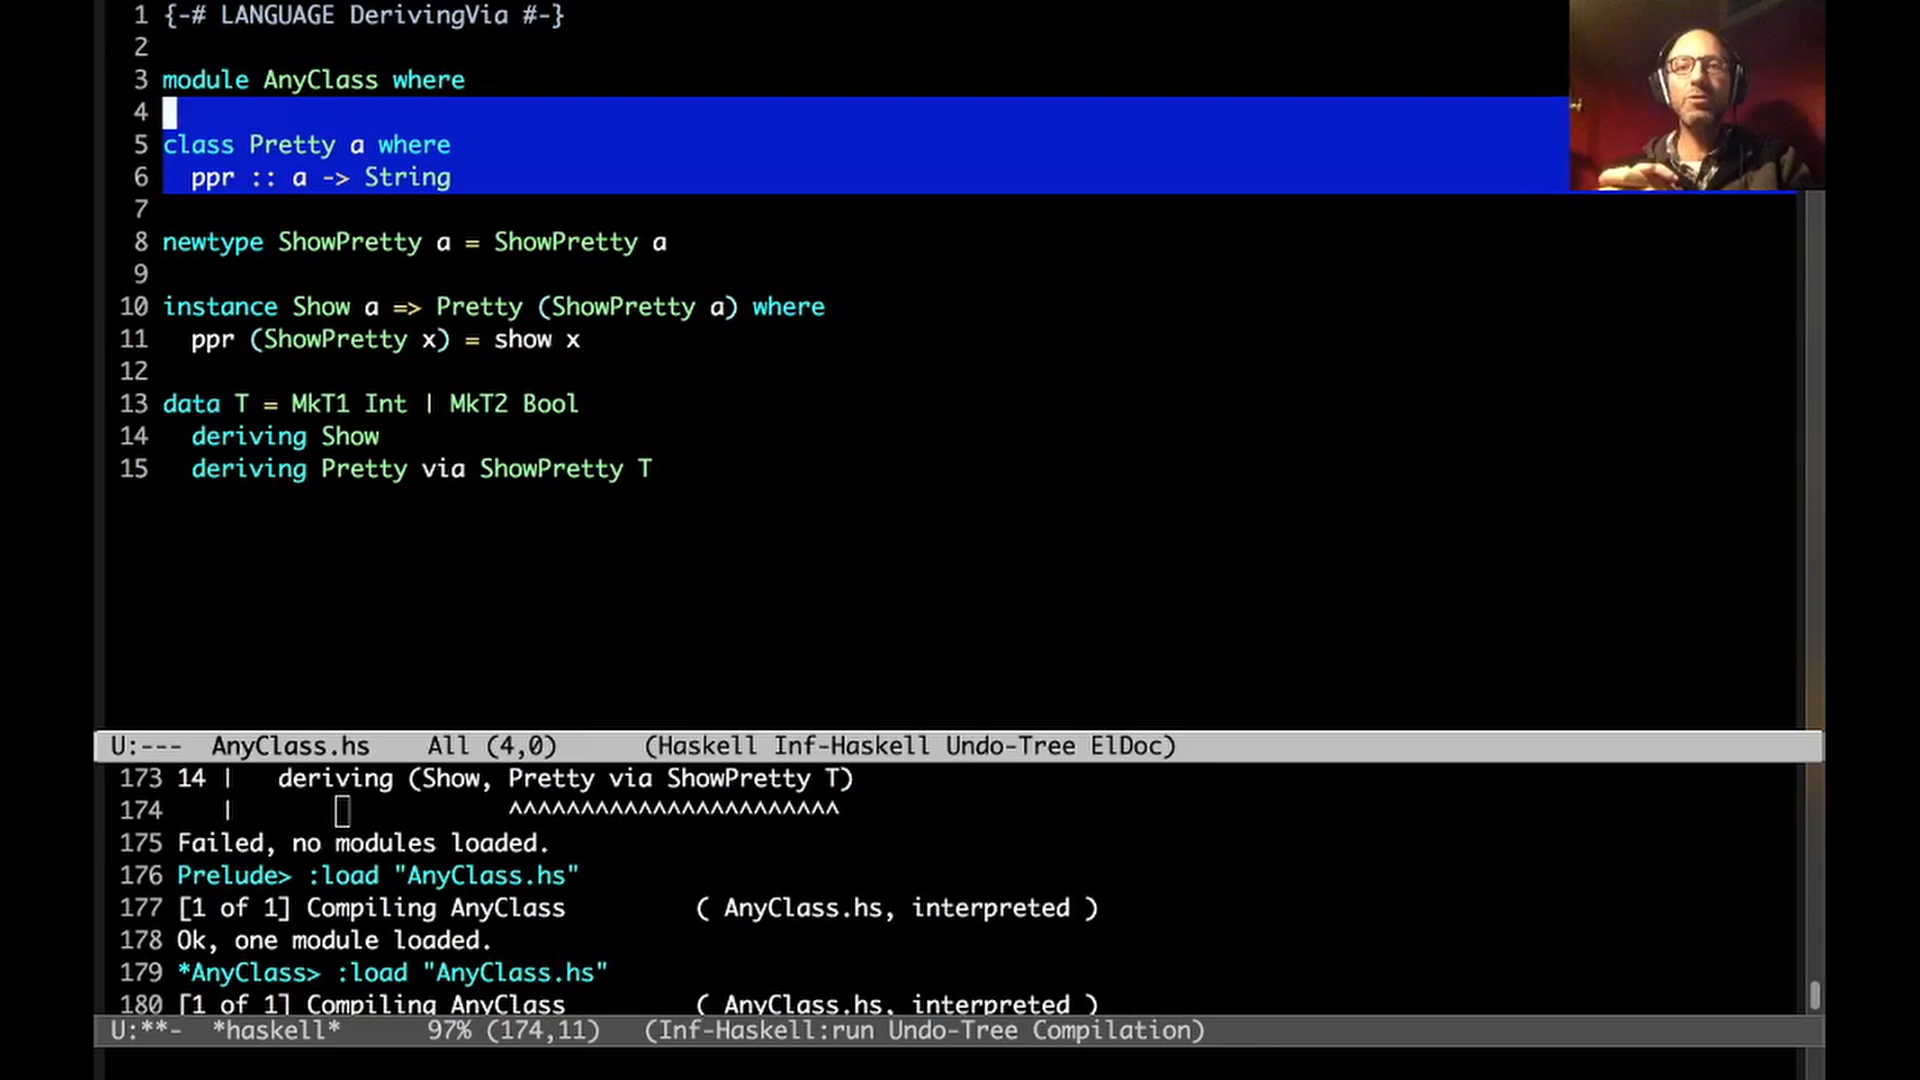 1 {-# LANGUAGE DerivingVia #-}
2
3 module AnyClass where
4
5 class Pretty a where
6   ppr :: a -> String
7
8 newtype ShowPretty a = ShowPretty a
9
10 instance Show a => Pretty (ShowPretty a) where
11   ppr (ShowPretty x) = show x
12
13 data T = MkT1 Int | MkT2 Bool
14   deriving Show
15   deriving Pretty via ShowPretty T
U:--- AnyClass.hs All (4,0) (Haskell Inf-Haskell Undo-Tree ElDoc)
173 14 |   deriving (Show, Pretty via ShowPretty T)
174    |                   ^^^^^^^^^^^^^^^^^^^^^^^
175 Failed, no modules loaded.
176 Prelude> :load "AnyClass.hs"
177 [1 of 1] Compiling AnyClass         ( AnyClass.hs, interpreted )
178 Ok, one module loaded.
179 *AnyClass> :load "AnyClass.hs"
180 [1 of 1] Compiling AnyClass         ( AnyClass.hs, interpreted )
U:**- *haskell* 97% (174,11) (Inf-Haskell:run Undo-Tree Compilation)